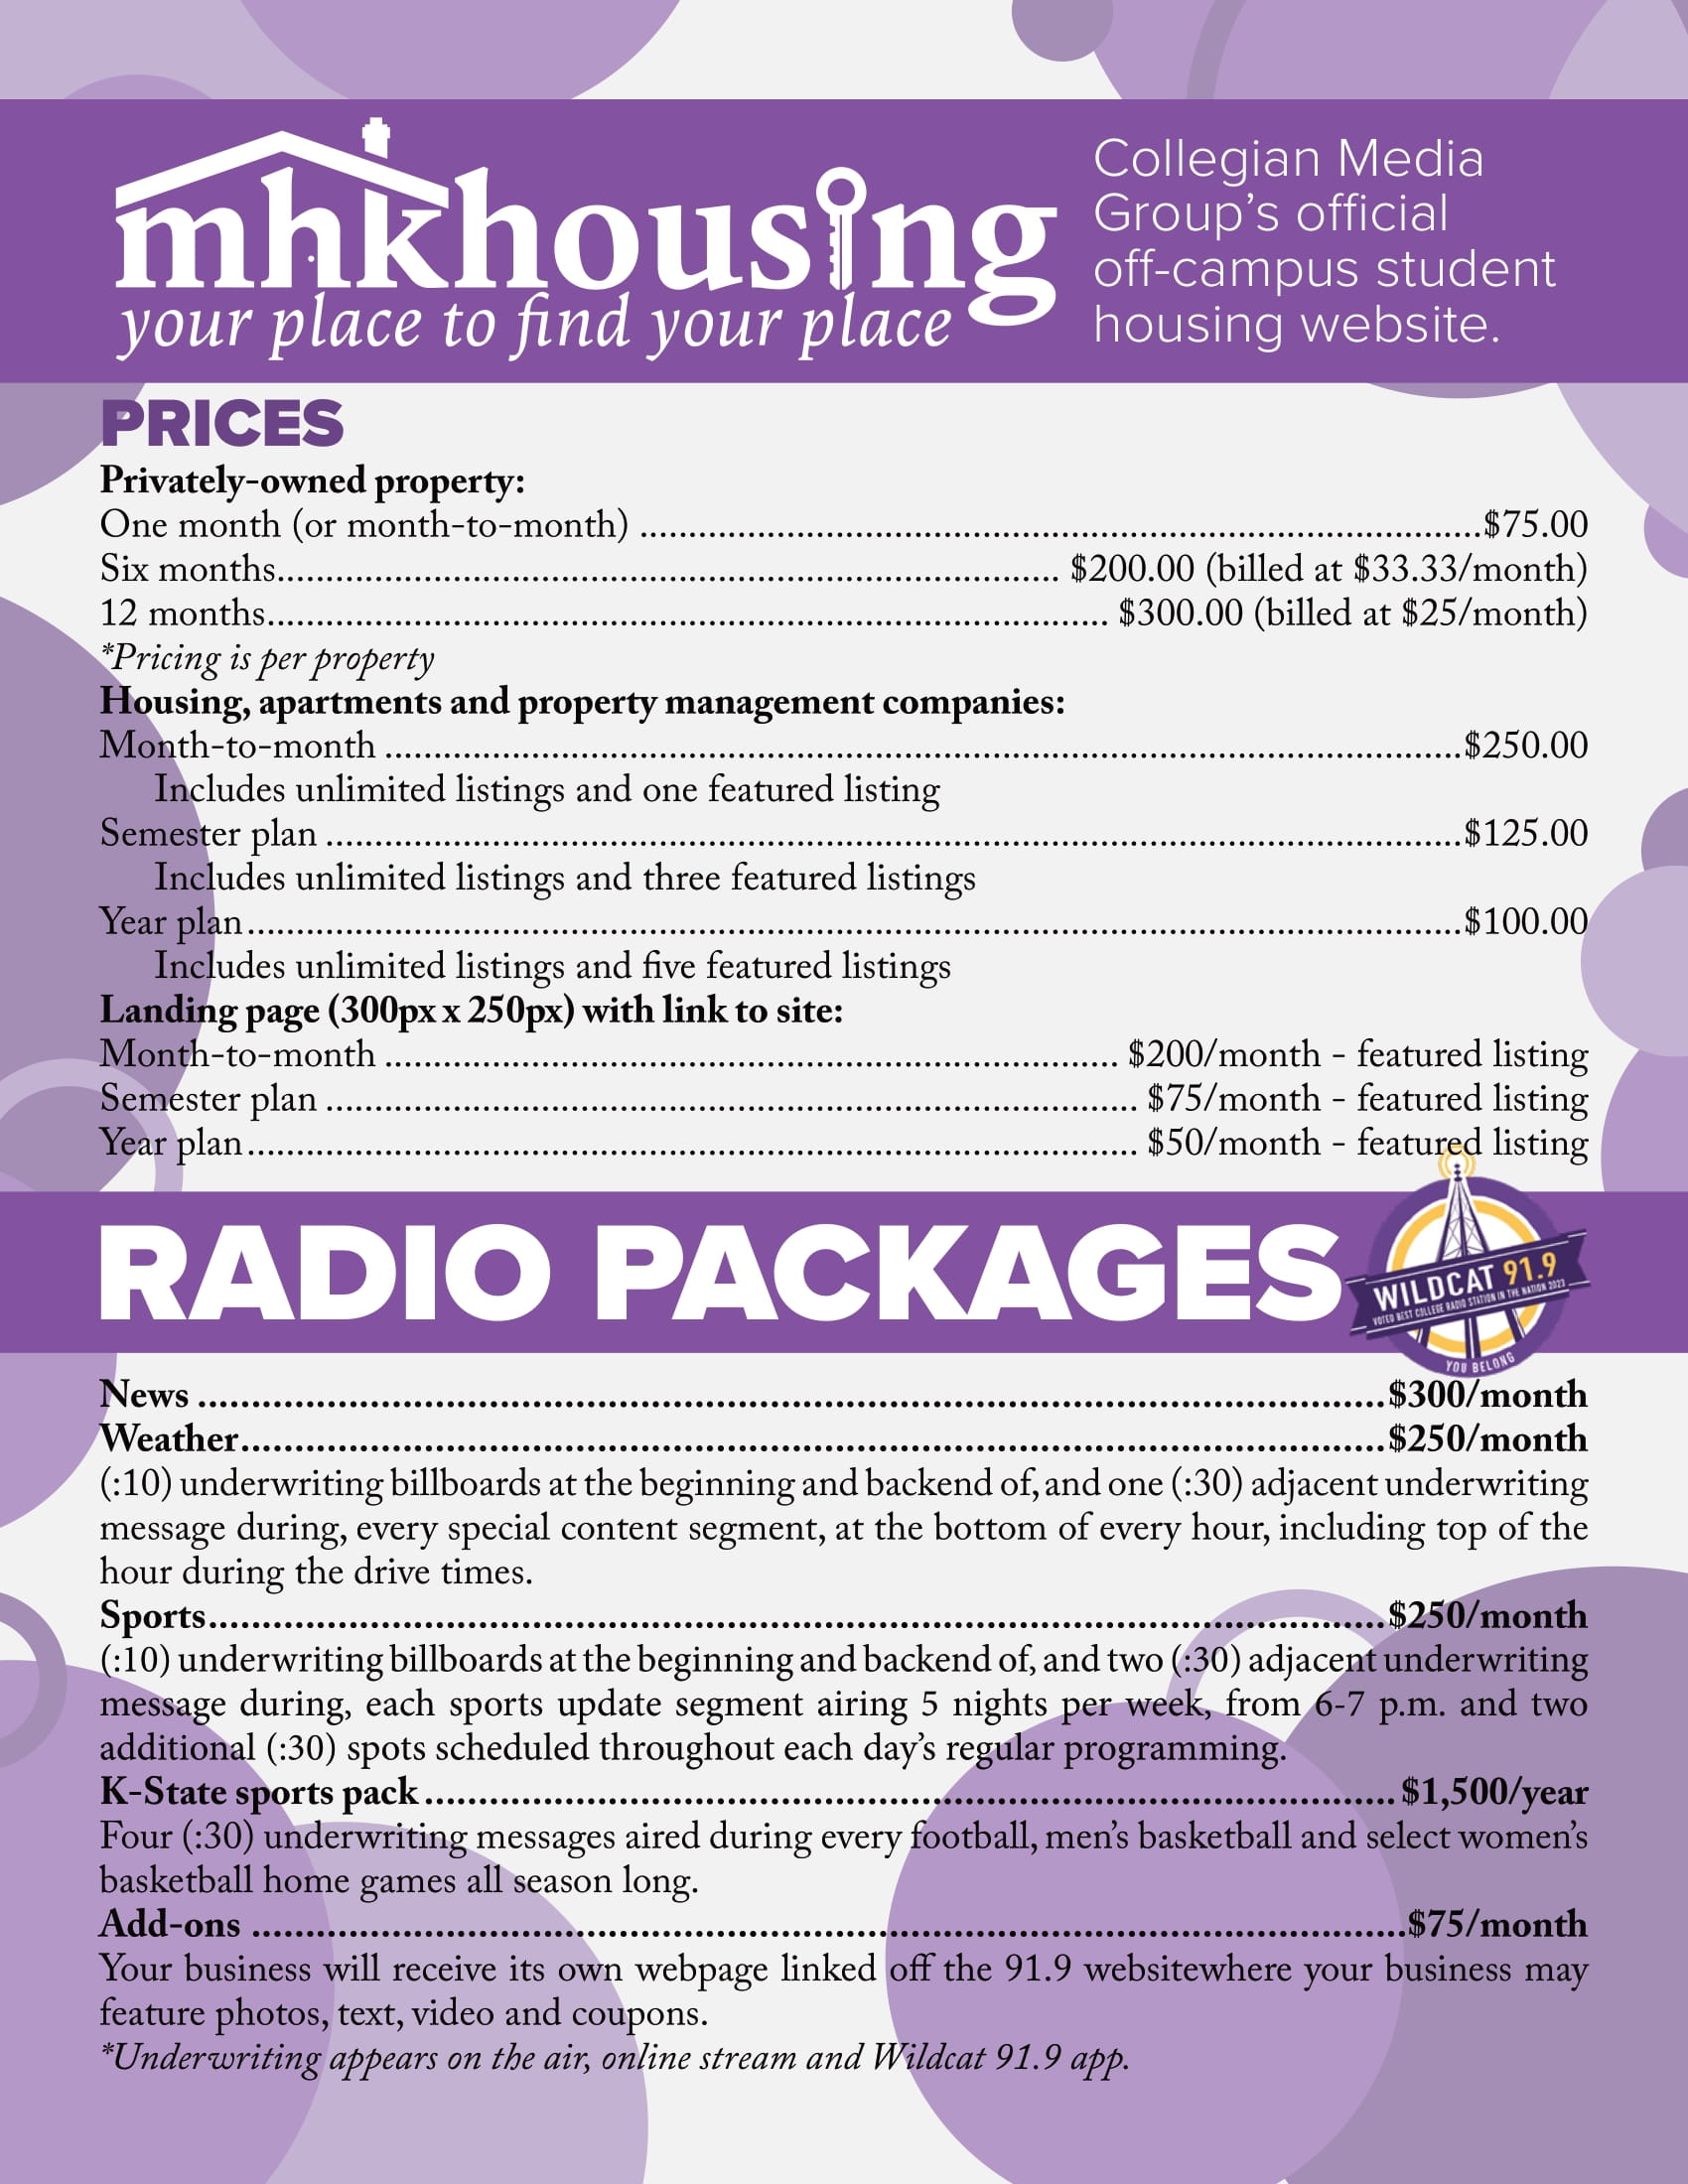 mhkhousing
your place to find your place
Collegian Media
Group's official
off-campus student
housing website.
PRICES
Privately-owned property:
One month (or month-to-month) ........................................................................................$75.00
Six months................................................................................. $200.00 (billed at $33.33/month)
12 months....................................................................................... $300.00 (billed at $25/month)
*Pricing is per property
Housing, apartments and property management companies:
Month-to-month ................................................................................................................$250.00
Includes unlimited listings and one featured listing
Semester plan ......................................................................................................................$125.00
Includes unlimited listings and three featured listings
Year plan..............................................................................................................................$100.00
Includes unlimited listings and five featured listings
Landing page (300px x 250px) with link to site:
Month-to-month ............................................................................ $200/month - featured listing
Semester plan .................................................................................... $75/month - featured listing
Year plan............................................................................................ $50/month - featured listing
RADIO PACKAGES
WILDCAT 91.9
VOTED BEST COLLEGE RADIO STATION IN THE NATION 2023
YOU BELONG
News ....................................................................................................$300/month
Weather................................................................................................$250/month
(:10) underwriting billboards at the beginning and backend of, and one (:30) adjacent underwriting
message during, every special content segment, at the bottom of every hour, including top of the
hour during the drive times.
Sports...................................................................................................$250/month
(:10) underwriting billboards at the beginning and backend of, and two (:30) adjacent underwriting
message during, each sports update segment airing 5 nights per week, from 6-7 p.m. and two
additional (:30) spots scheduled throughout each day's regular programming.
K-State sports pack.................................................................................. $1,500/year
Four (:30) underwriting messages aired during every football, men's basketball and select women's
basketball home games all season long.
Add-ons .................................................................................................$75/month
Your business will receive its own webpage linked off the 91.9 websitewhere your business may
feature photos, text, video and coupons.
*Underwriting appears on the air, online stream and Wildcat 91.9 app.